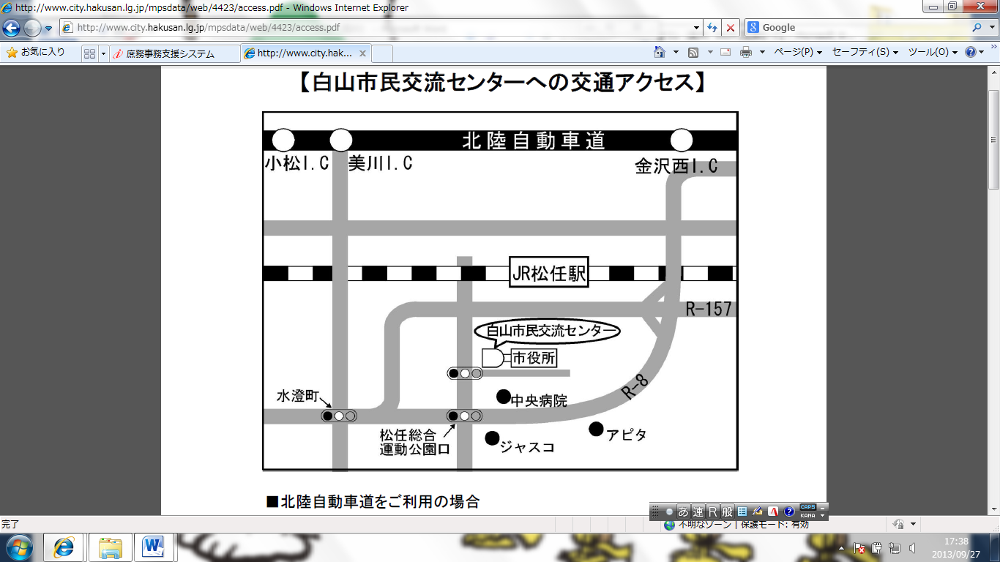 http://www.city.hakusan.lg.jp/mpsdata/web/4423/access.pdf - Windows Internet Explorer
http://www.city.hakusan.lg.jp/mpsdata/web/4423/access.pdf
Google
お気に入り
庶務事務支援システム
http://www.city.hak...
ページ(P)
セーフティ(S)
ツール(O)
【白山市民交流センターへの交通アクセス】
北陸自動車道
小松I.C
美川I.C
金沢西I.C
JR松任駅
R-157
白山市民交流センター
市役所
R-8
水澄町
中央病院
松任総合
運動公園口
ジャスコ
アピタ
■北陸自動車道をご利用の場合
あ 連 R 般
CAPS
KANA
完了
不明なゾーン | 保護モード: 有効
17:38
2013/09/27